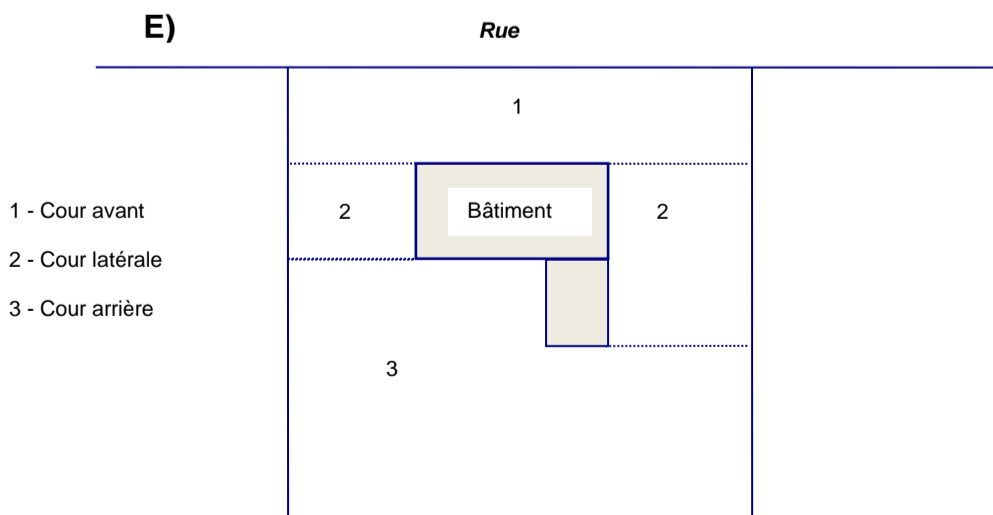 E)
Rue
1
1 - Cour avant
2
Bâtiment
2
2 - Cour latérale
3 - Cour arrière
3